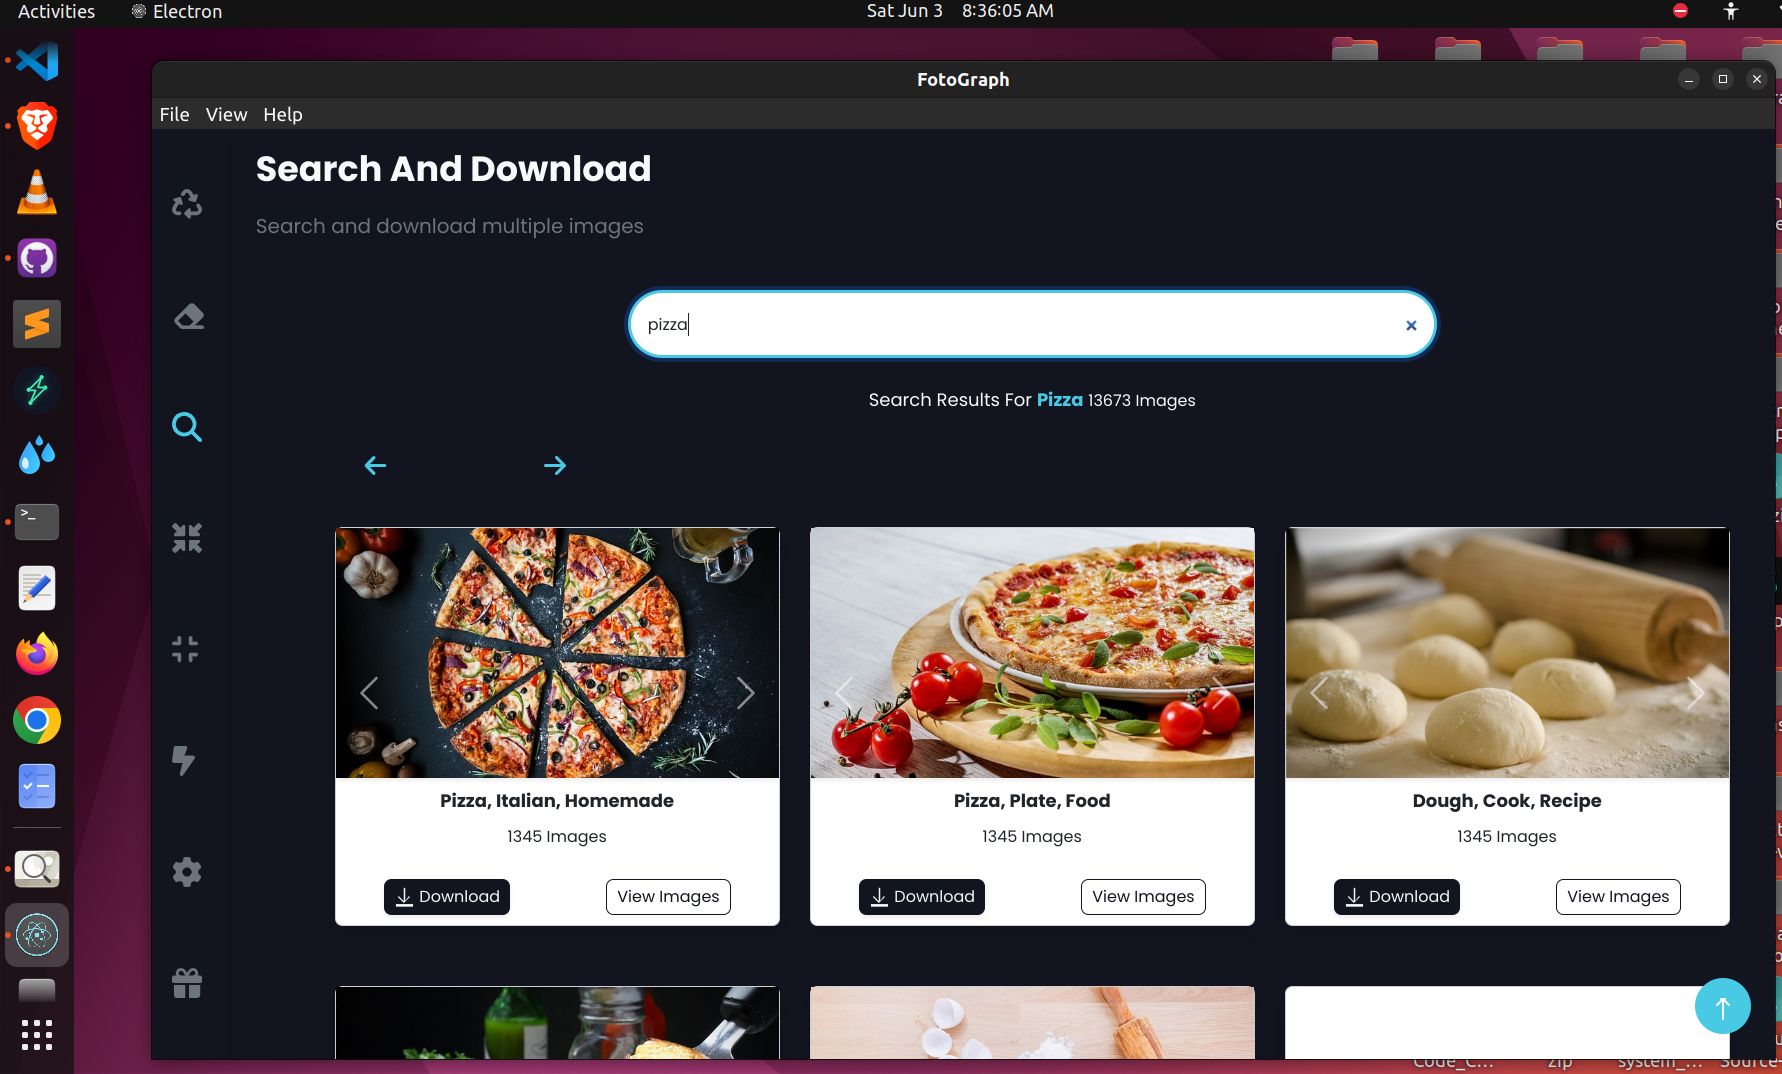 Activities
Electron
Sat Jun 3 8:36:05 AM
FotoGraph
File View Help
Search And Download
Search and download multiple images
pizza
Search Results For Pizza 13673 Images
Pizza, Italian, Homemade
1345 Images
Download
View Images
Pizza, Plate, Food
1345 Images
Download
View Images
Dough, Cook, Recipe
1345 Images
Download
View Images
Code_C... zip system_... Source-